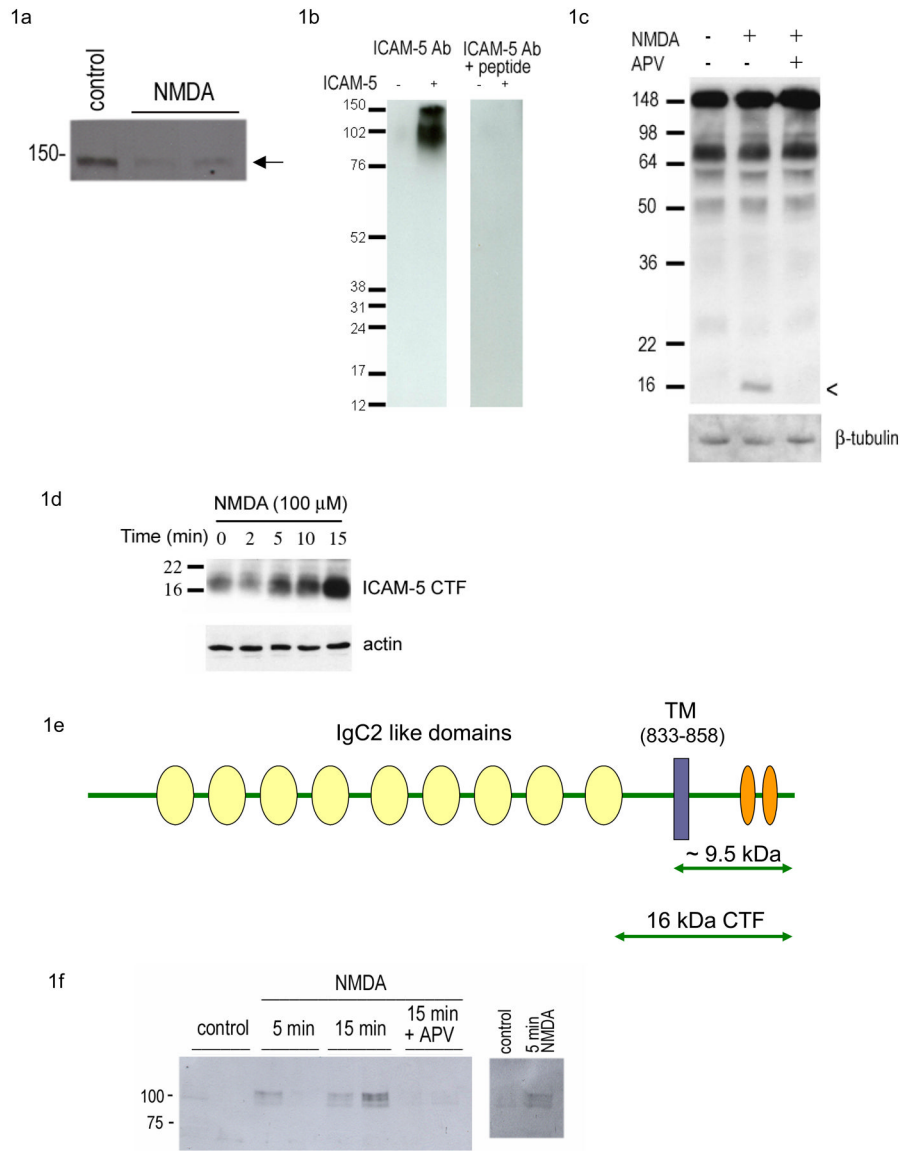 1a
control
NMDA
150-
1b
ICAM-5 Ab
ICAM-5 Ab
+ peptide
ICAM-5 - + - +
150
102
76
52
38
31
24
17
12
1c
NMDA - + +
APV - - +
148
98
64
50
36
22
16
<
β-tubulin
1d
NMDA (100 µM)
Time (min) 0 2 5 10 15
22
16
ICAM-5 CTF
actin
1e
IgC2 like domains
TM
(833-858)
~ 9.5 kDa
16 kDa CTF
1f
NMDA
control 5 min 15 min 15 min
+ APV
control
5 min
NMDA
100 -
75 -